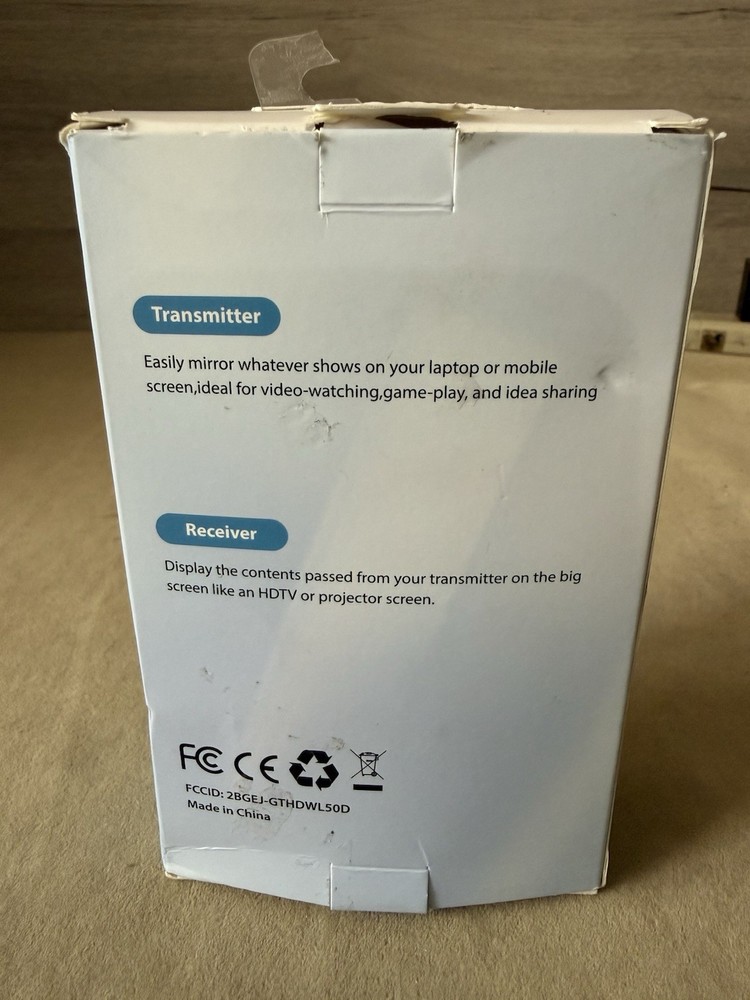 Transmitter
Easily mirror whatever shows on your laptop or mobile
screen,ideal for video-watching,game-play, and idea sharing
Receiver
Display the contents passed from your transmitter on the big
screen like an HDTV or projector screen.
FC CE
FCCID: 2BGEJ-GTHDWL50D
Made in China